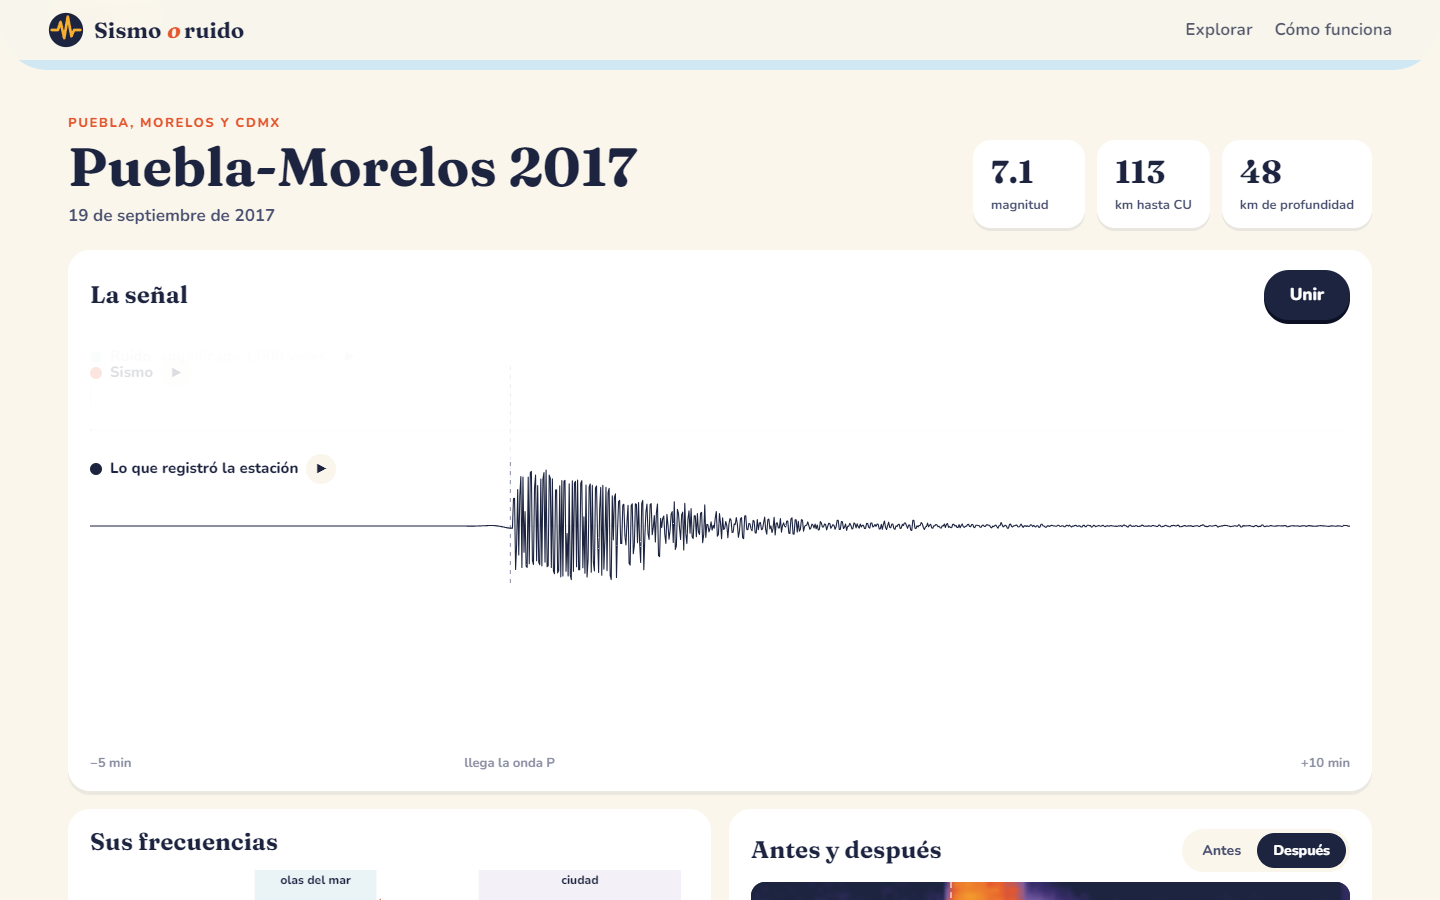 Sismo o ruido
Explorar
Cómo funciona
PUEBLA, MORELOS Y CDMX
Puebla-Morelos 2017
19 de septiembre de 2017
7.1
magnitud
113
km hasta CU
48
km de profundidad
La señal
Unir
Ruido
Sismo
Lo que registró la estación
−5 min
llega la onda P
+10 min
Sus frecuencias
olas del mar
ciudad
Antes y después
Antes
Después